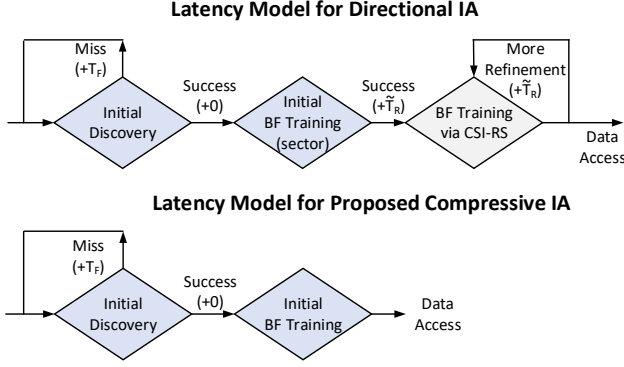 Latency Model for Directional IA
Miss
(+T_F)
Initial
Discovery
Success
(+0)
Initial
BF Training
(sector)
Success
(+T̃_R)
More
Refinement
(+T̃_R)
BF Training
via CSI-RS
Data
Access
Latency Model for Proposed Compressive IA
Miss
(+T_F)
Initial
Discovery
Success
(+0)
Initial
BF Training
Data
Access